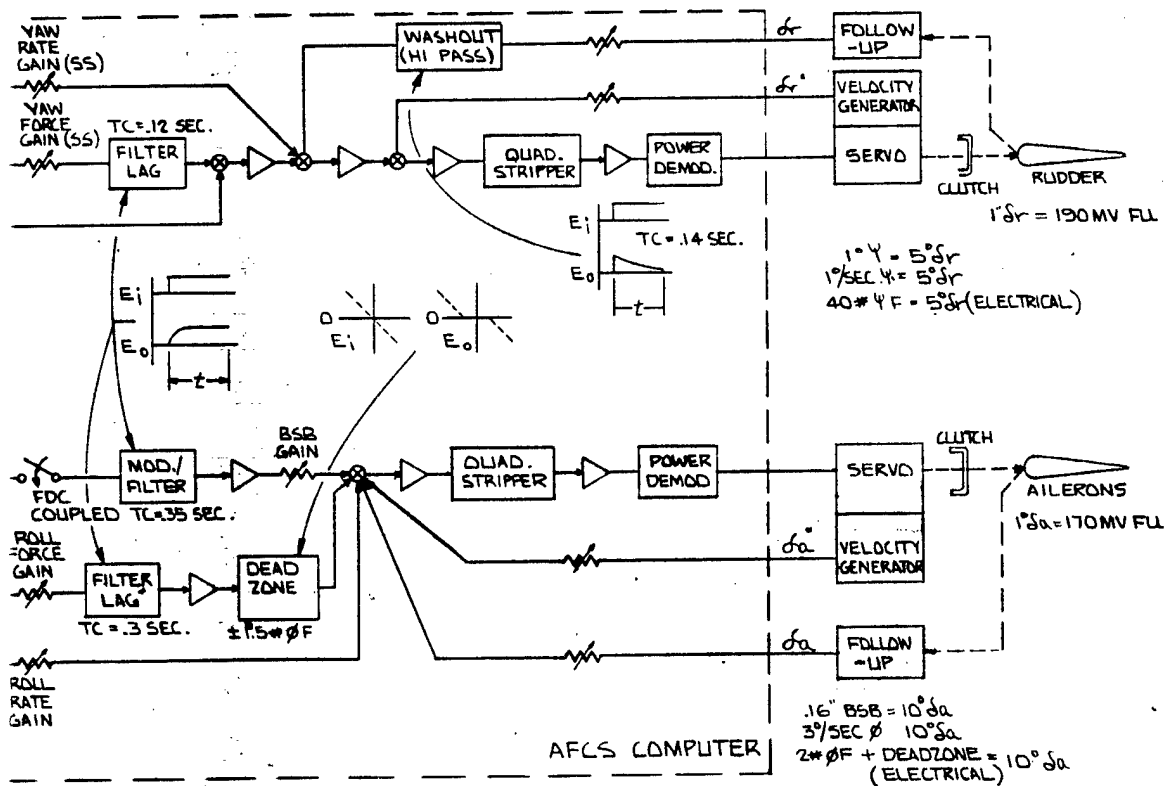 YAW
RATE
GAIN (SS)
YAW
FORCE
GAIN (SS)
TC = .12 SEC.
FILTER
LAG
WASHOUT
(HI PASS)
δr
FOLLOW
-UP
δr°
VELOCITY
GENERATOR
QUAD.
STRIPPER
POWER
DEMOD.
SERVO
CLUTCH
RUDDER
1° δr = 190 MV FLL
Ei
Eo
t
Ei
TC = .14 SEC.
Eo
t
1° Ψ = 5° δr
1°/SEC. Ψ = 5° δr
40# Ψ F = 5° δr (ELECTRICAL)
O
Ei
O
Eo
FDC
COUPLED
MOD./
FILTER
TC = .35 SEC.
BSB
GAIN
QUAD.
STRIPPER
POWER
DEMOD
SERVO
CLUTCH
AILERONS
1° δa = 170 MV FLL
ROLL
FORCE
GAIN
FILTER
LAG
TC = .3 SEC.
DEAD
ZONE
±1.5# ØF
δa°
VELOCITY
GENERATOR
ROLL
RATE
GAIN
δa
FOLLOW
-UP
AFCS COMPUTER
.16" BSB = 10° δa
3°/SEC Ø 10° δa
2# ØF + DEADZONE = 10° δa
(ELECTRICAL)